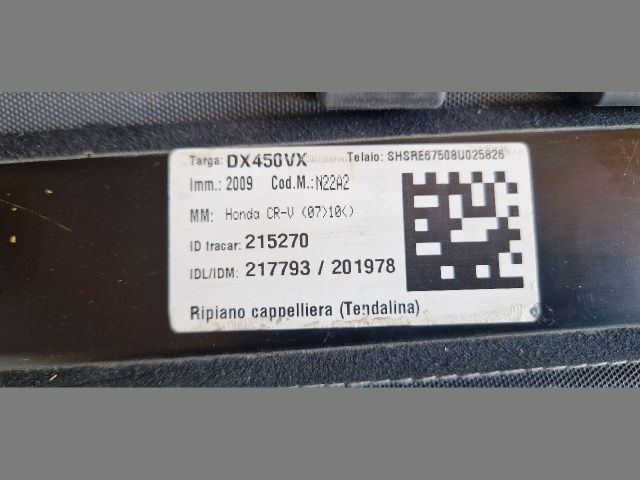 Targa: DX450VX Telaio: SHSRE67508U025826
Imm.: 2009 Cod.M.: N22A2
MM: Honda CR-V (07)10()
ID tracar: 215270
IDL/IDM: 217793 / 201978
Ripiano cappelliera (Tendalina)